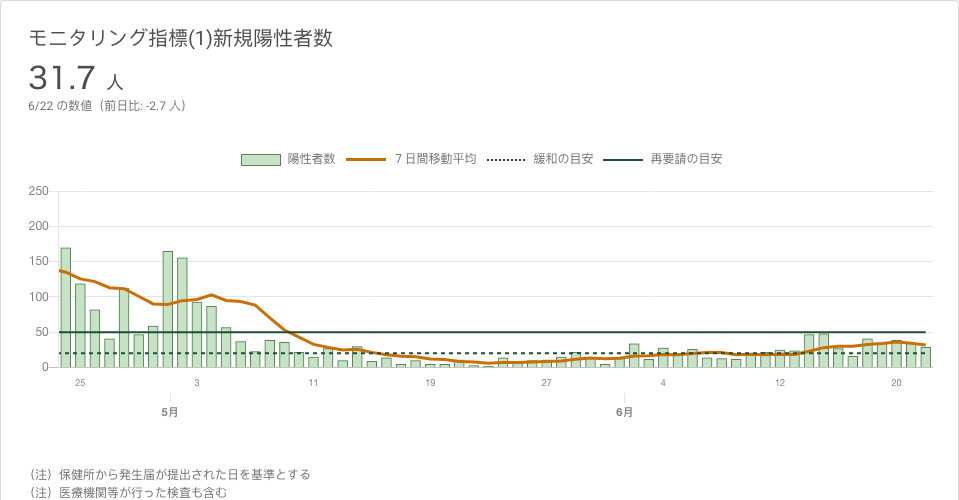 モニタリング指標(1)新規陽性者数
31.7 人
6/22 の数値（前日比: -2.7 人）
陽性者数 ７日間移動平均 緩和の目安 再要請の目安
250
200
150
100
50
0
25 3 11 19 27 4 12 20
5月 6月
（注）保健所から発生届が提出された日を基準とする
（注）医療機関等が行った検査も含む